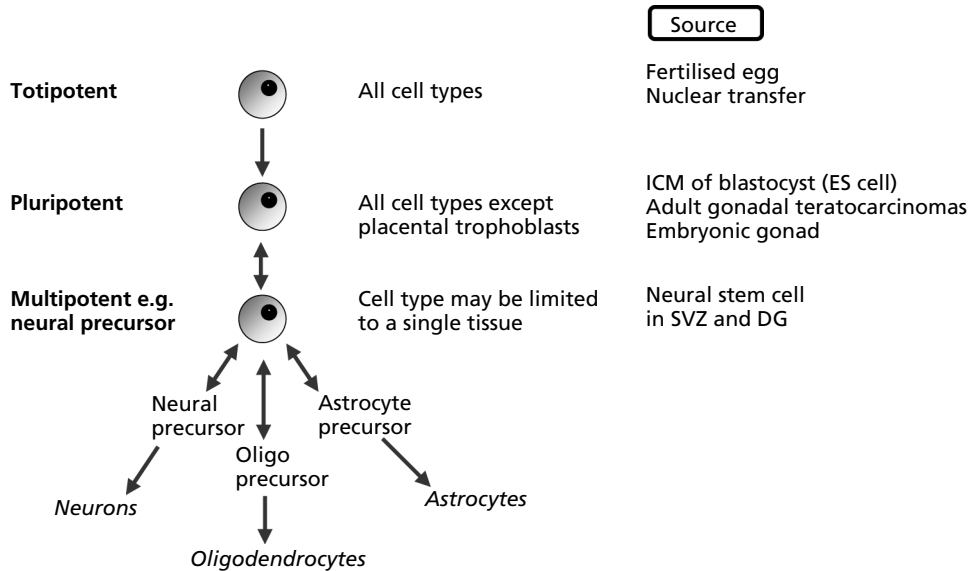 Source
Totipotent
All cell types
Fertilised egg
Nuclear transfer
Pluripotent
All cell types except
placental trophoblasts
ICM of blastocyst (ES cell)
Adult gonadal teratocarcinomas
Embryonic gonad
Multipotent e.g.
neural precursor
Cell type may be limited
to a single tissue
Neural stem cell
in SVZ and DG
Neural
precursor
Astrocyte
precursor
Oligo
precursor
Neurons
Astrocytes
Oligodendrocytes